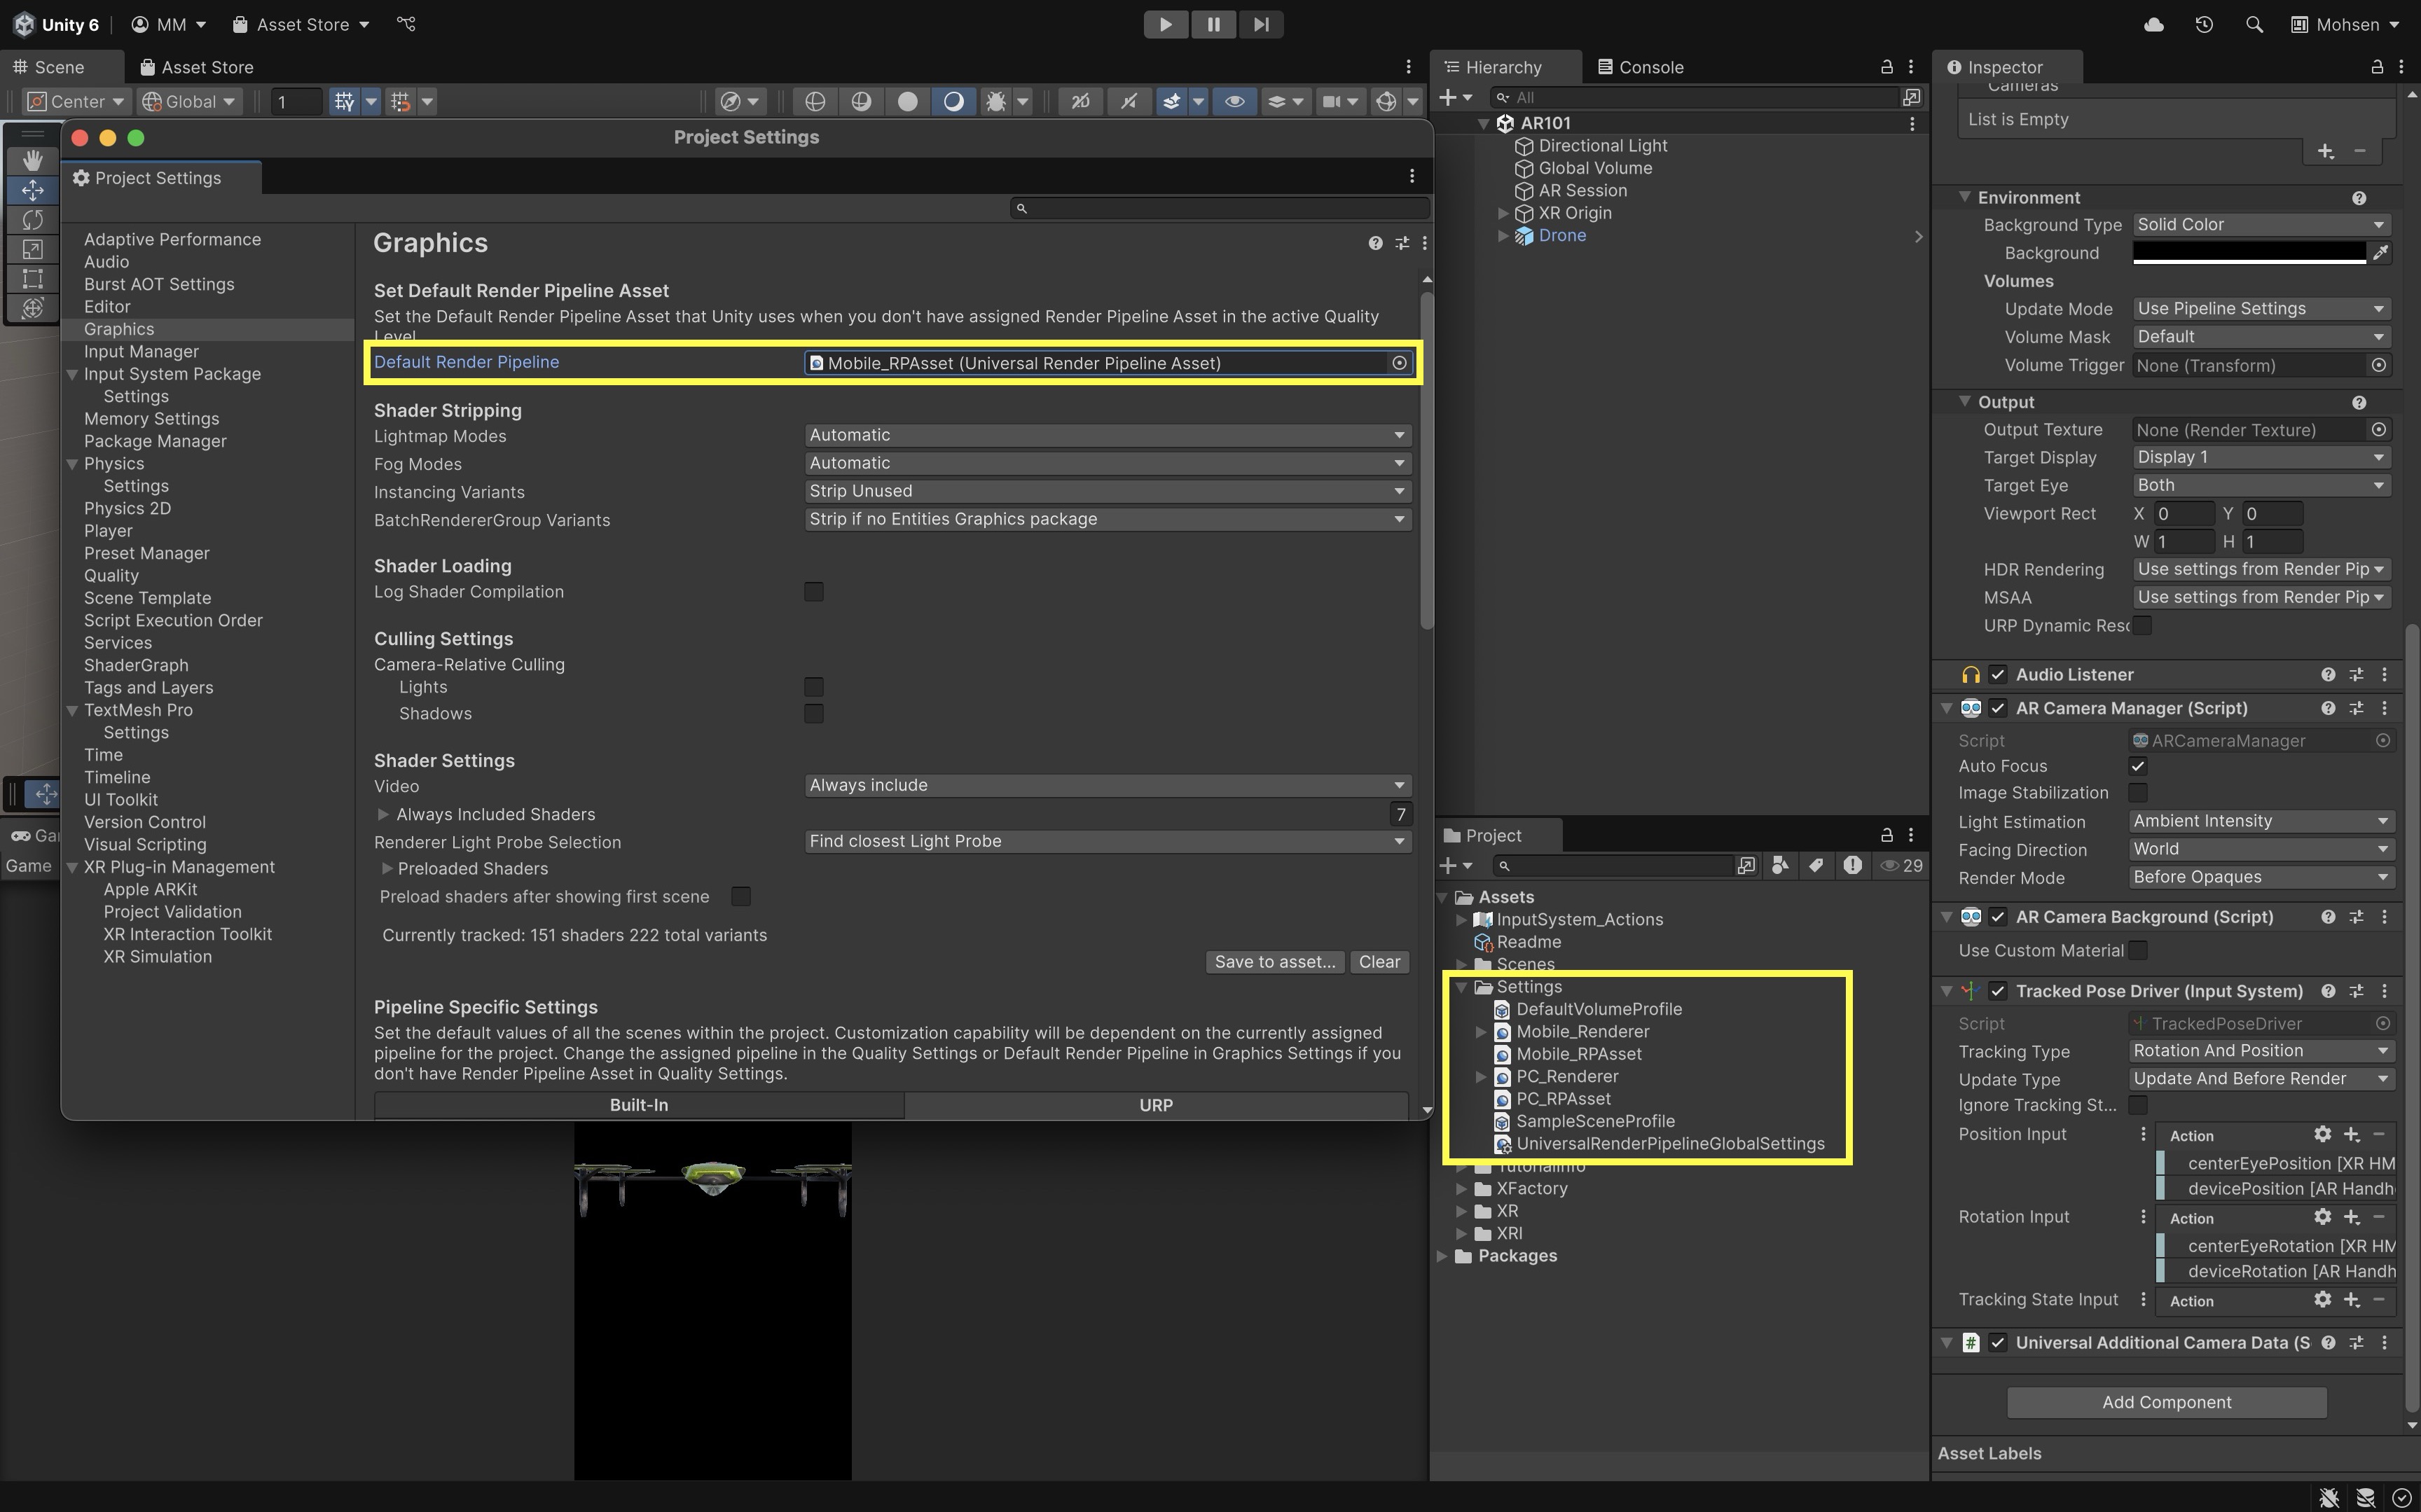 Unity 6
MM
Asset Store
Mohsen
Scene
Asset Store
Center
Global
1
2D
Project Settings
Project Settings
Adaptive Performance
Audio
Burst AOT Settings
Editor
Graphics
Input Manager
Input System Package
Settings
Memory Settings
Package Manager
Physics
Settings
Physics 2D
Player
Preset Manager
Quality
Scene Template
Script Execution Order
Services
ShaderGraph
Tags and Layers
TextMesh Pro
Settings
Time
Timeline
UI Toolkit
Version Control
Visual Scripting
XR Plug-in Management
Apple ARKit
Project Validation
XR Interaction Toolkit
XR Simulation
Graphics
Set Default Render Pipeline Asset
Set the Default Render Pipeline Asset that Unity uses when you don't have assigned Render Pipeline Asset in the active Quality
Level
Default Render Pipeline
Mobile_RPAsset (Universal Render Pipeline Asset)
Shader Stripping
Lightmap Modes Automatic
Fog Modes Automatic
Instancing Variants Strip Unused
BatchRendererGroup Variants Strip if no Entities Graphics package
Shader Loading
Log Shader Compilation
Culling Settings
Camera-Relative Culling
Lights
Shadows
Shader Settings
Video Always include
Always Included Shaders 7
Renderer Light Probe Selection Find closest Light Probe
Preloaded Shaders
Preload shaders after showing first scene
Currently tracked: 151 shaders 222 total variants
Save to asset... Clear
Pipeline Specific Settings
Set the default values of all the scenes within the project. Customization capability will be dependent on the currently assigned
pipeline for the project. Change the assigned pipeline in the Quality Settings or Default Render Pipeline in Graphics Settings if you
don't have Render Pipeline Asset in Quality Settings.
Built-In URP
Ga
Game
Hierarchy
Console
All
AR101
Directional Light
Global Volume
AR Session
XR Origin
Drone
Project
29
Assets
InputSystem_Actions
Readme
Scenes
Settings
DefaultVolumeProfile
Mobile_Renderer
Mobile_RPAsset
PC_Renderer
PC_RPAsset
SampleSceneProfile
UniversalRenderPipelineGlobalSettings
TutorialInfo
XFactory
XR
XRI
Packages
Inspector
Cameras
List is Empty
Environment
Background Type Solid Color
Background
Volumes
Update Mode Use Pipeline Settings
Volume Mask Default
Volume Trigger None (Transform)
Output
Output Texture None (Render Texture)
Target Display Display 1
Target Eye Both
Viewport Rect X 0 Y 0
W 1 H 1
HDR Rendering Use settings from Render Pip
MSAA Use settings from Render Pip
URP Dynamic Resc
Audio Listener
AR Camera Manager (Script)
Script ARCameraManager
Auto Focus
Image Stabilization
Light Estimation Ambient Intensity
Facing Direction World
Render Mode Before Opaques
AR Camera Background (Script)
Use Custom Material
Tracked Pose Driver (Input System)
Script TrackedPoseDriver
Tracking Type Rotation And Position
Update Type Update And Before Render
Ignore Tracking St...
Position Input Action
centerEyePosition [XR HM
devicePosition [AR Handh
Rotation Input Action
centerEyeRotation [XR HM
deviceRotation [AR Handh
Tracking State Input Action
# Universal Additional Camera Data (S
Add Component
Asset Labels